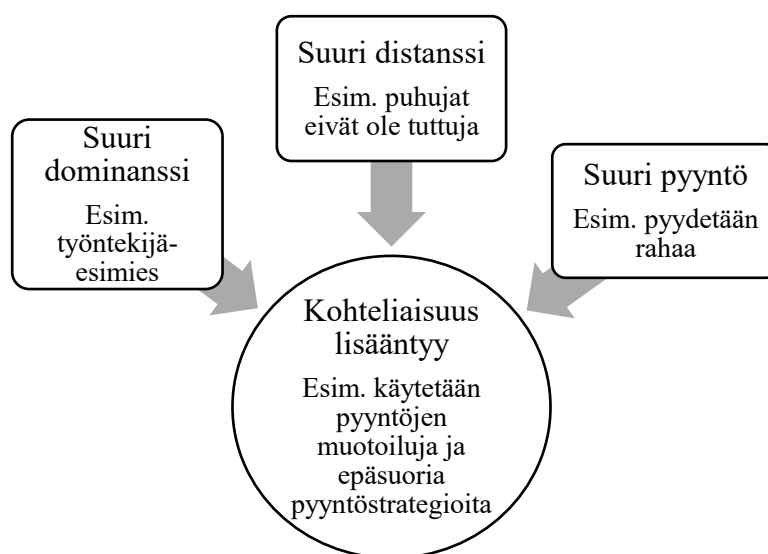 Suuri distanssi
Esim. puhujat
eivät ole tuttuja
Suuri
dominanssi
Esim.
työntekijä-
esimies
Suuri pyyntö
Esim. pyydetään
rahaa
Kohteliaisuus
lisääntyy
Esim. käytetään
pyyntöjen
muotoiluja ja
epäsuoria
pyyntöstrategioita